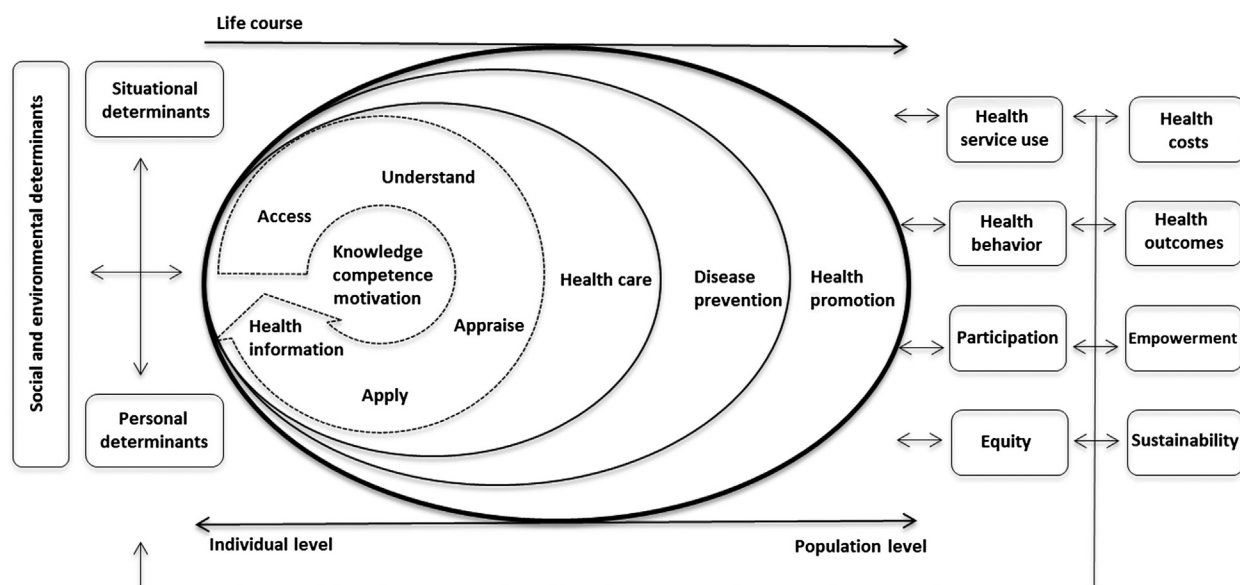 Life course
Social and environmental determinants
Situational
determinants
Personal
determinants
Access
Understand
Knowledge
competence
motivation
Health
information
Appraise
Apply
Health care
Disease
prevention
Health
promotion
Health
service use
Health
costs
Health
behavior
Health
outcomes
Participation
Empowerment
Equity
Sustainability
Individual level
Population level